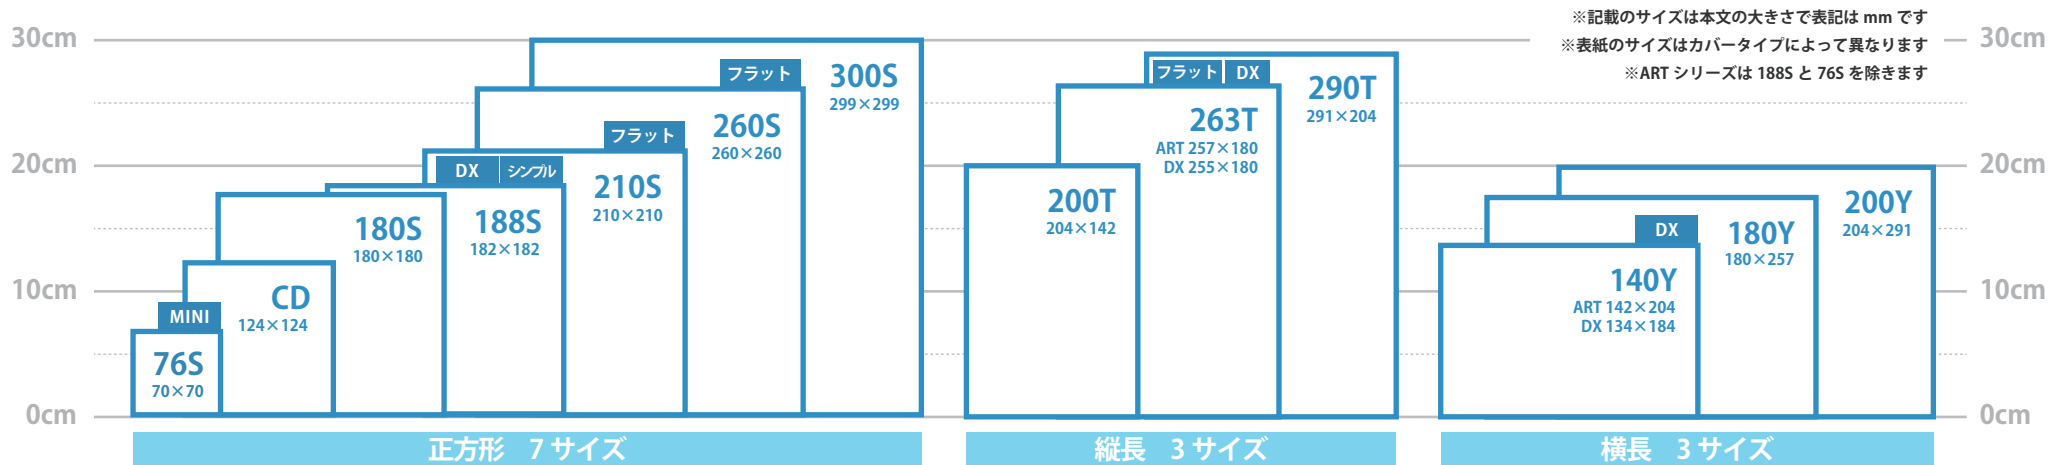 ※記載のサイズは本文の大きさで表記は mm です
※表紙のサイズはカバータイプによって異なります
※ART シリーズは 188S と 76S を除きます
30cm
20cm
10cm
0cm
MINI
76S
70×70
CD
124×124
180S
180×180
DX シンプル
188S
182×182
フラット
210S
210×210
フラット
260S
260×260
300S
299×299
正方形 7 サイズ
200T
204×142
フラット DX
263T
ART 257×180
DX 255×180
290T
291×204
縦長 3 サイズ
DX
140Y
ART 142×204
DX 134×184
180Y
180×257
200Y
204×291
横長 3 サイズ
30cm
20cm
10cm
0cm